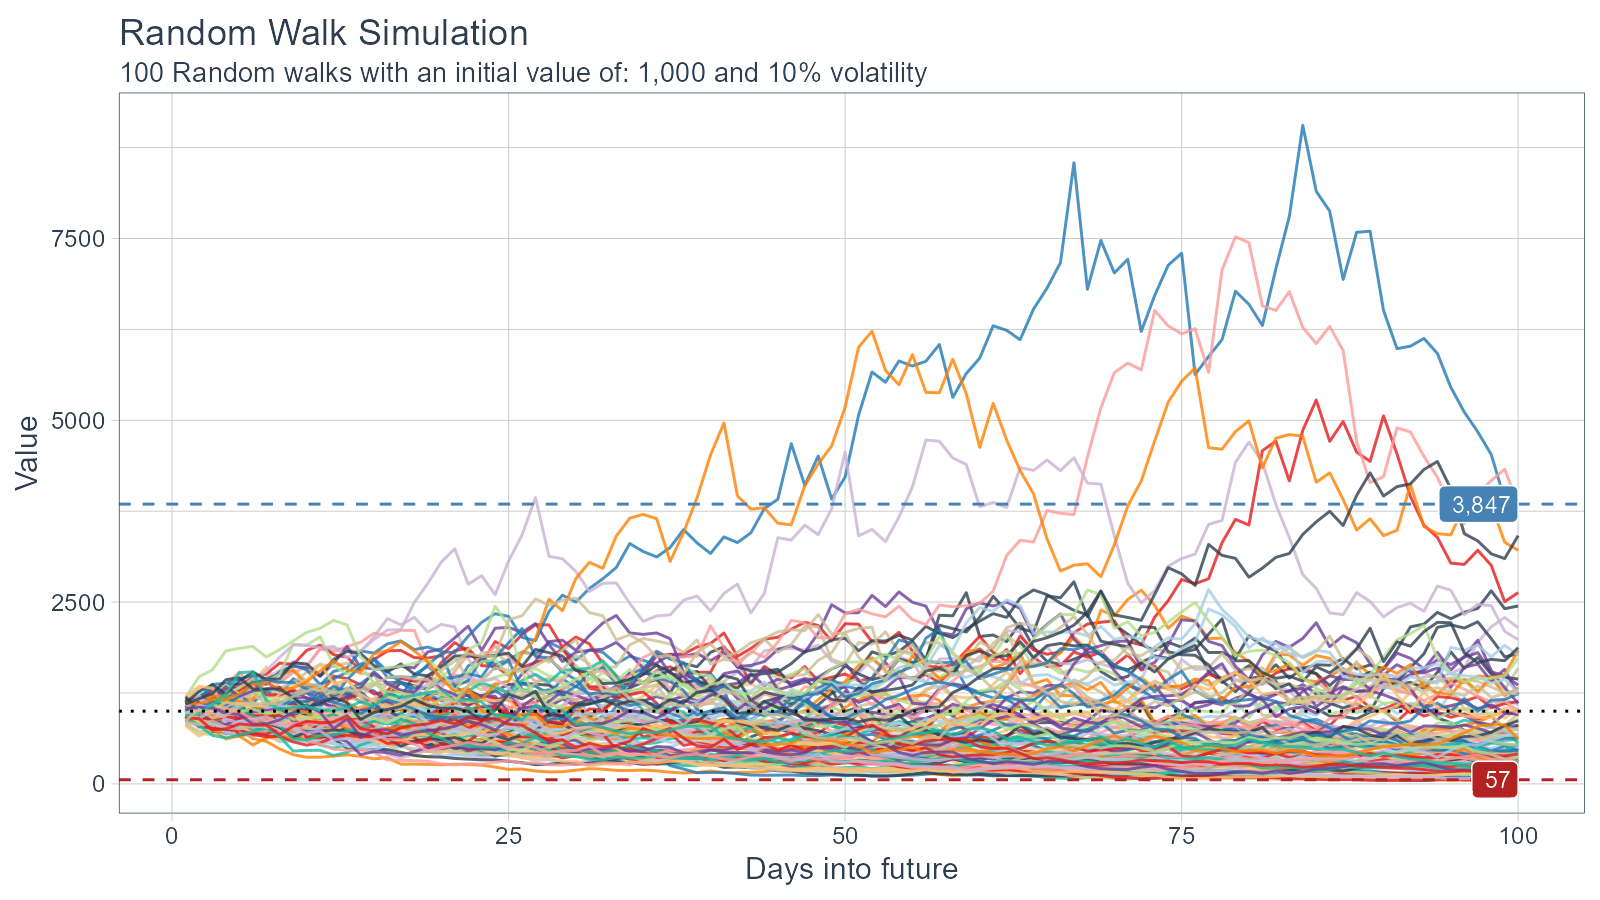 Random Walk Simulation
100 Random walks with an initial value of: 1,000 and 10% volatility
Value
7500
5000
2500
0
3,847
57
0 25 50 75 100
Days into future